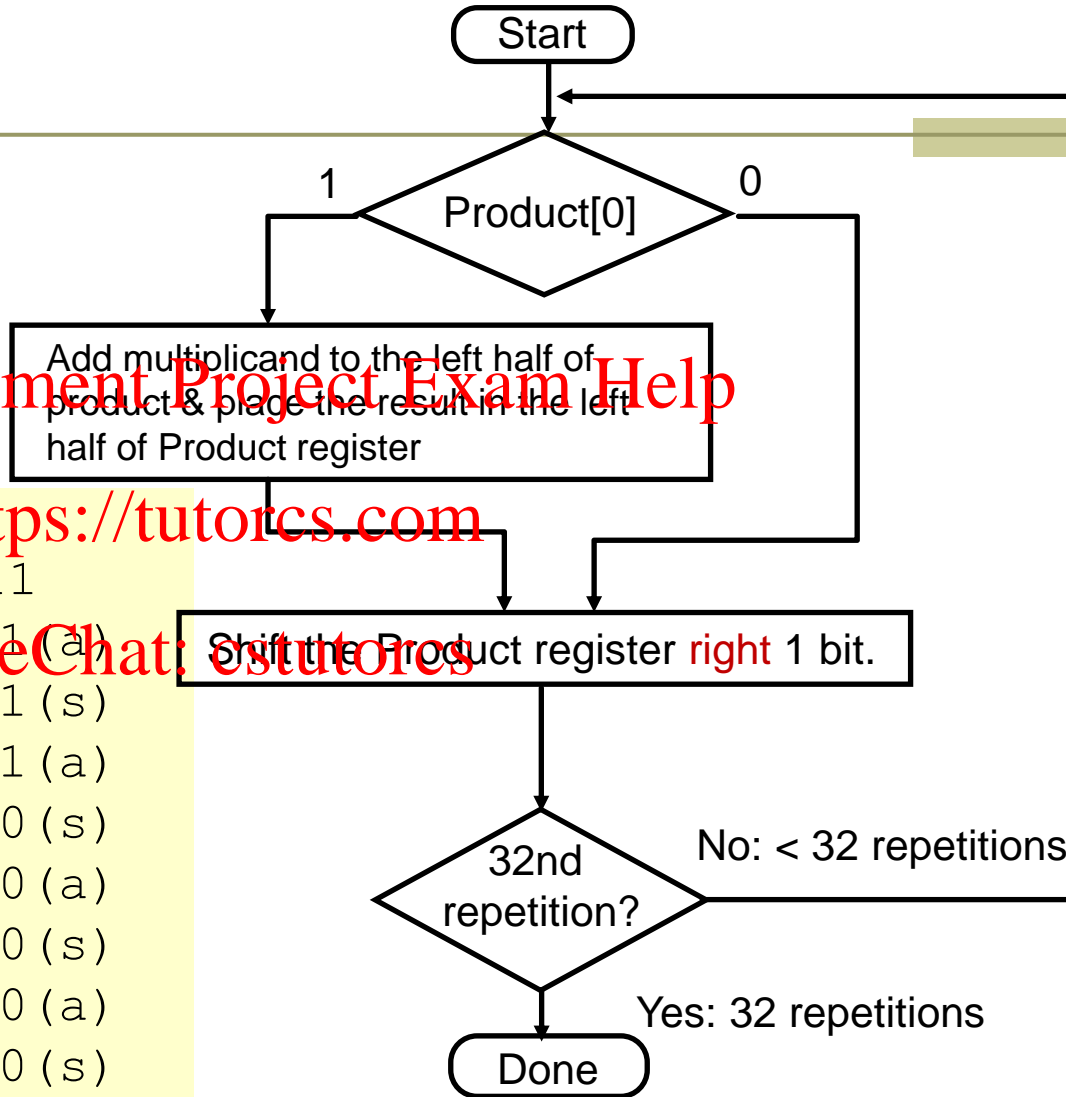 Start
1
0
Product[0]
Add multiplicand to the left half of
product & place the result in the left
half of Product register
ment Project Exam Help
tps://tutorcs.com
11
1(a)
eChat: cstutorcs
Shift the Product register right 1 bit.
1(s)
1(a)
0(s)
0(a)
0(s)
0(a)
0(s)
32nd
repetition?
No: < 32 repetitions
Yes: 32 repetitions
Done